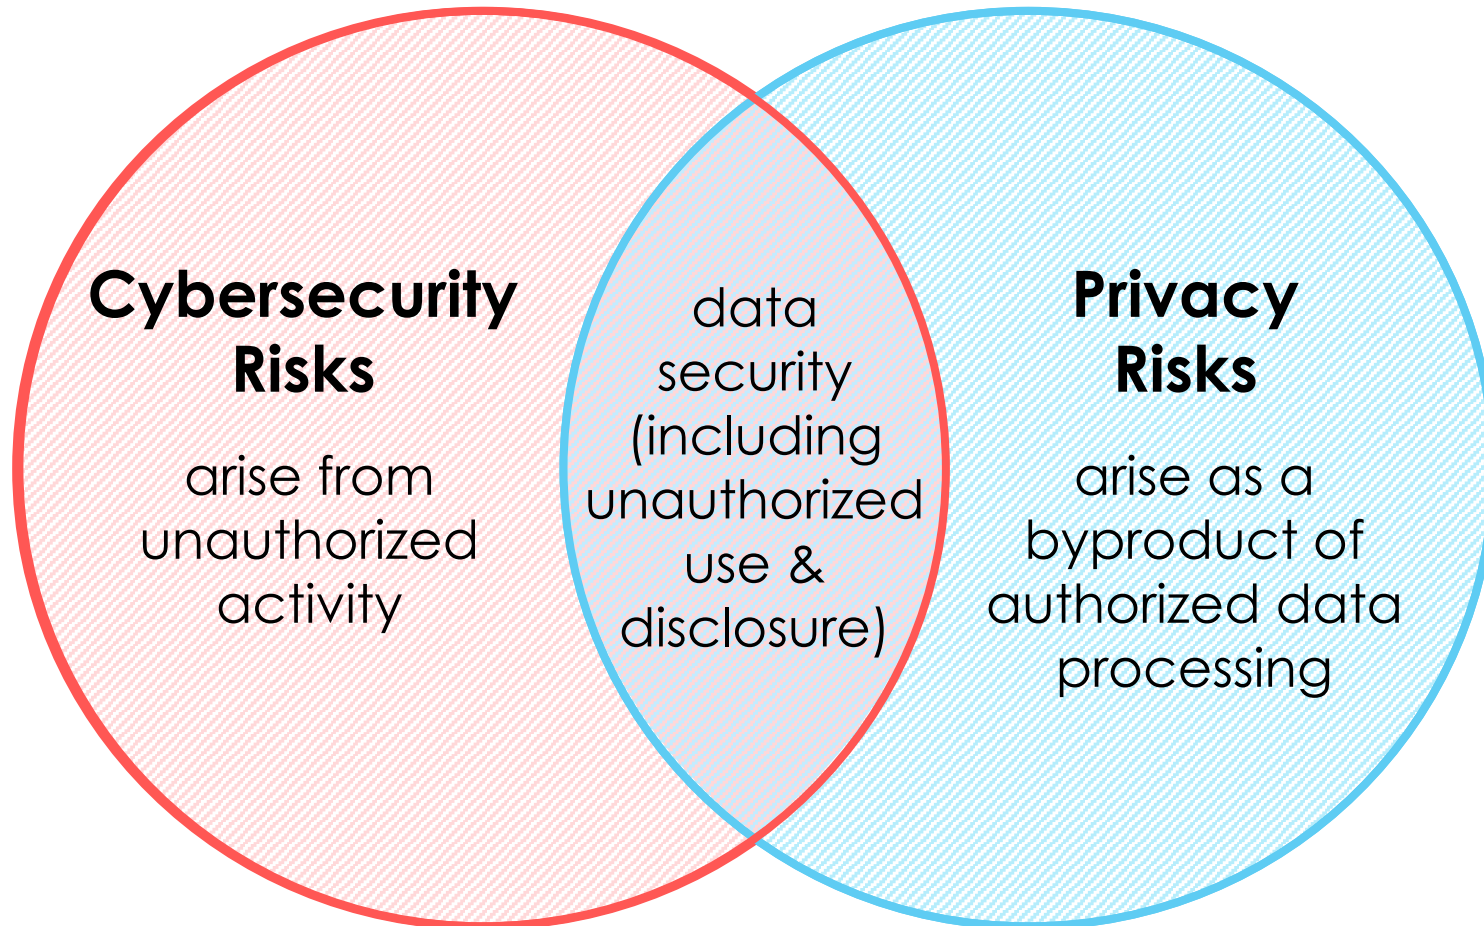 Cybersecurity
Risks
arise from
unauthorized
activity
data
security
(including
unauthorized
use &
disclosure)
Privacy
Risks
arise as a
byproduct of
authorized data
processing